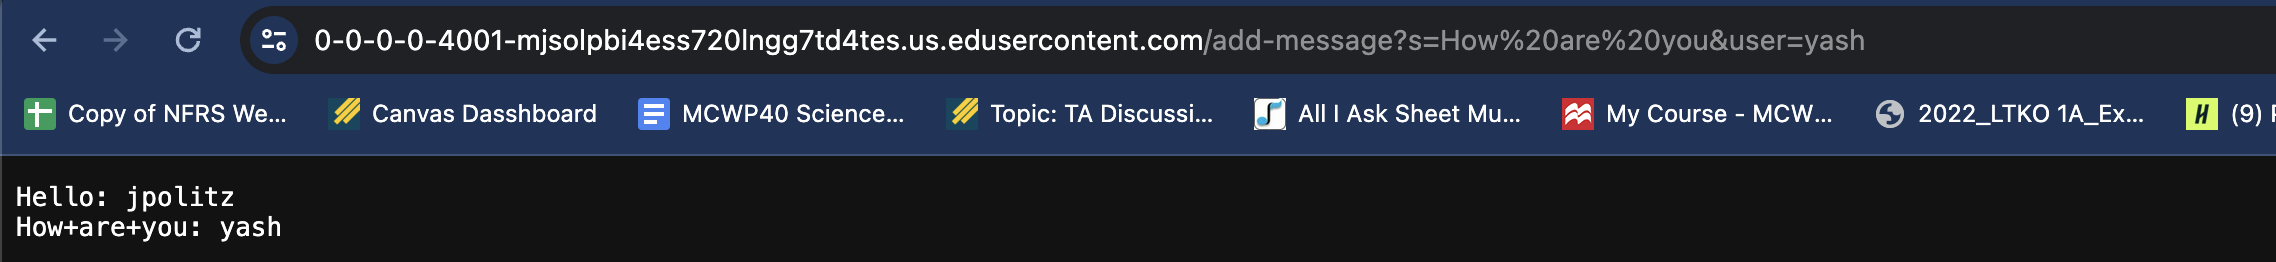 0-0-0-0-4001-mjsolpbi4ess720lngg7td4tes.us.edusercontent.com/add-message?s=How%20are%20you&user=yash
Copy of NFRS We... Canvas Dasshboard MCWP40 Science... Topic: TA Discussi... All I Ask Sheet Mu... My Course - MCW... 2022_LTKO 1A_Ex... H (9)
Hello: jpolitz
How+are+you: yash